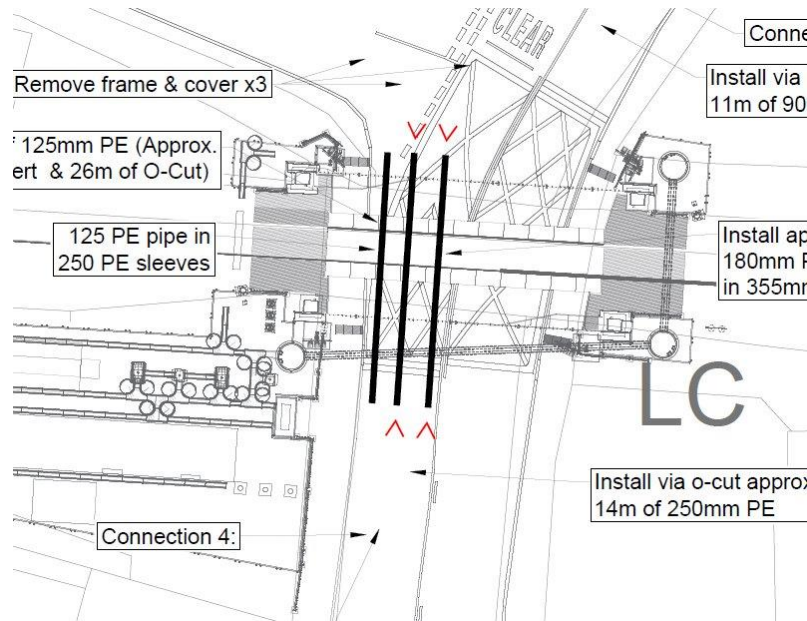 CLEAR
Conne
Remove frame & cover x3
Install via
11m of 90
125mm PE (Approx.
ert & 26m of O-Cut)
125 PE pipe in
250 PE sleeves
Install ap
180mm P
in 355mm
LC
Install via o-cut approx
14m of 250mm PE
Connection 4: